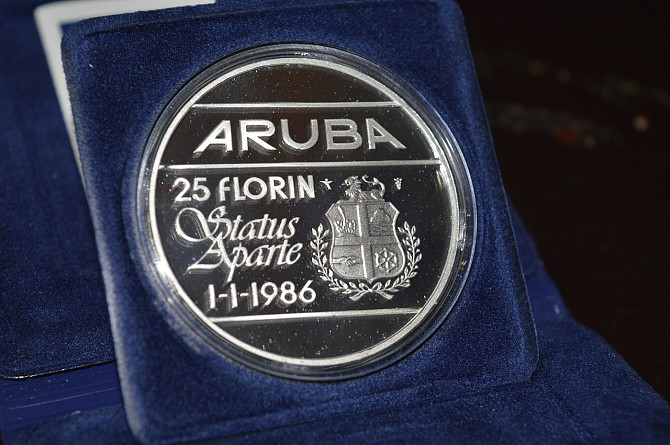 ARUBA
25 FLORIN
Status
Aparte
1-1-1986